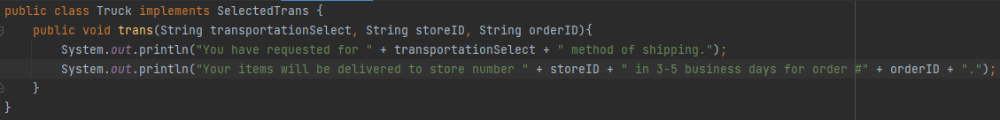 public class Truck implements SelectedTrans {
    public void trans(String transportationSelect, String storeID, String orderID){
        System.out.println("You have requested for " + transportationSelect + " method of shipping.");
        System.out.println("Your items will be delivered to store number " + storeID + " in 3-5 business days for order #" + orderID + ".");
    }
}